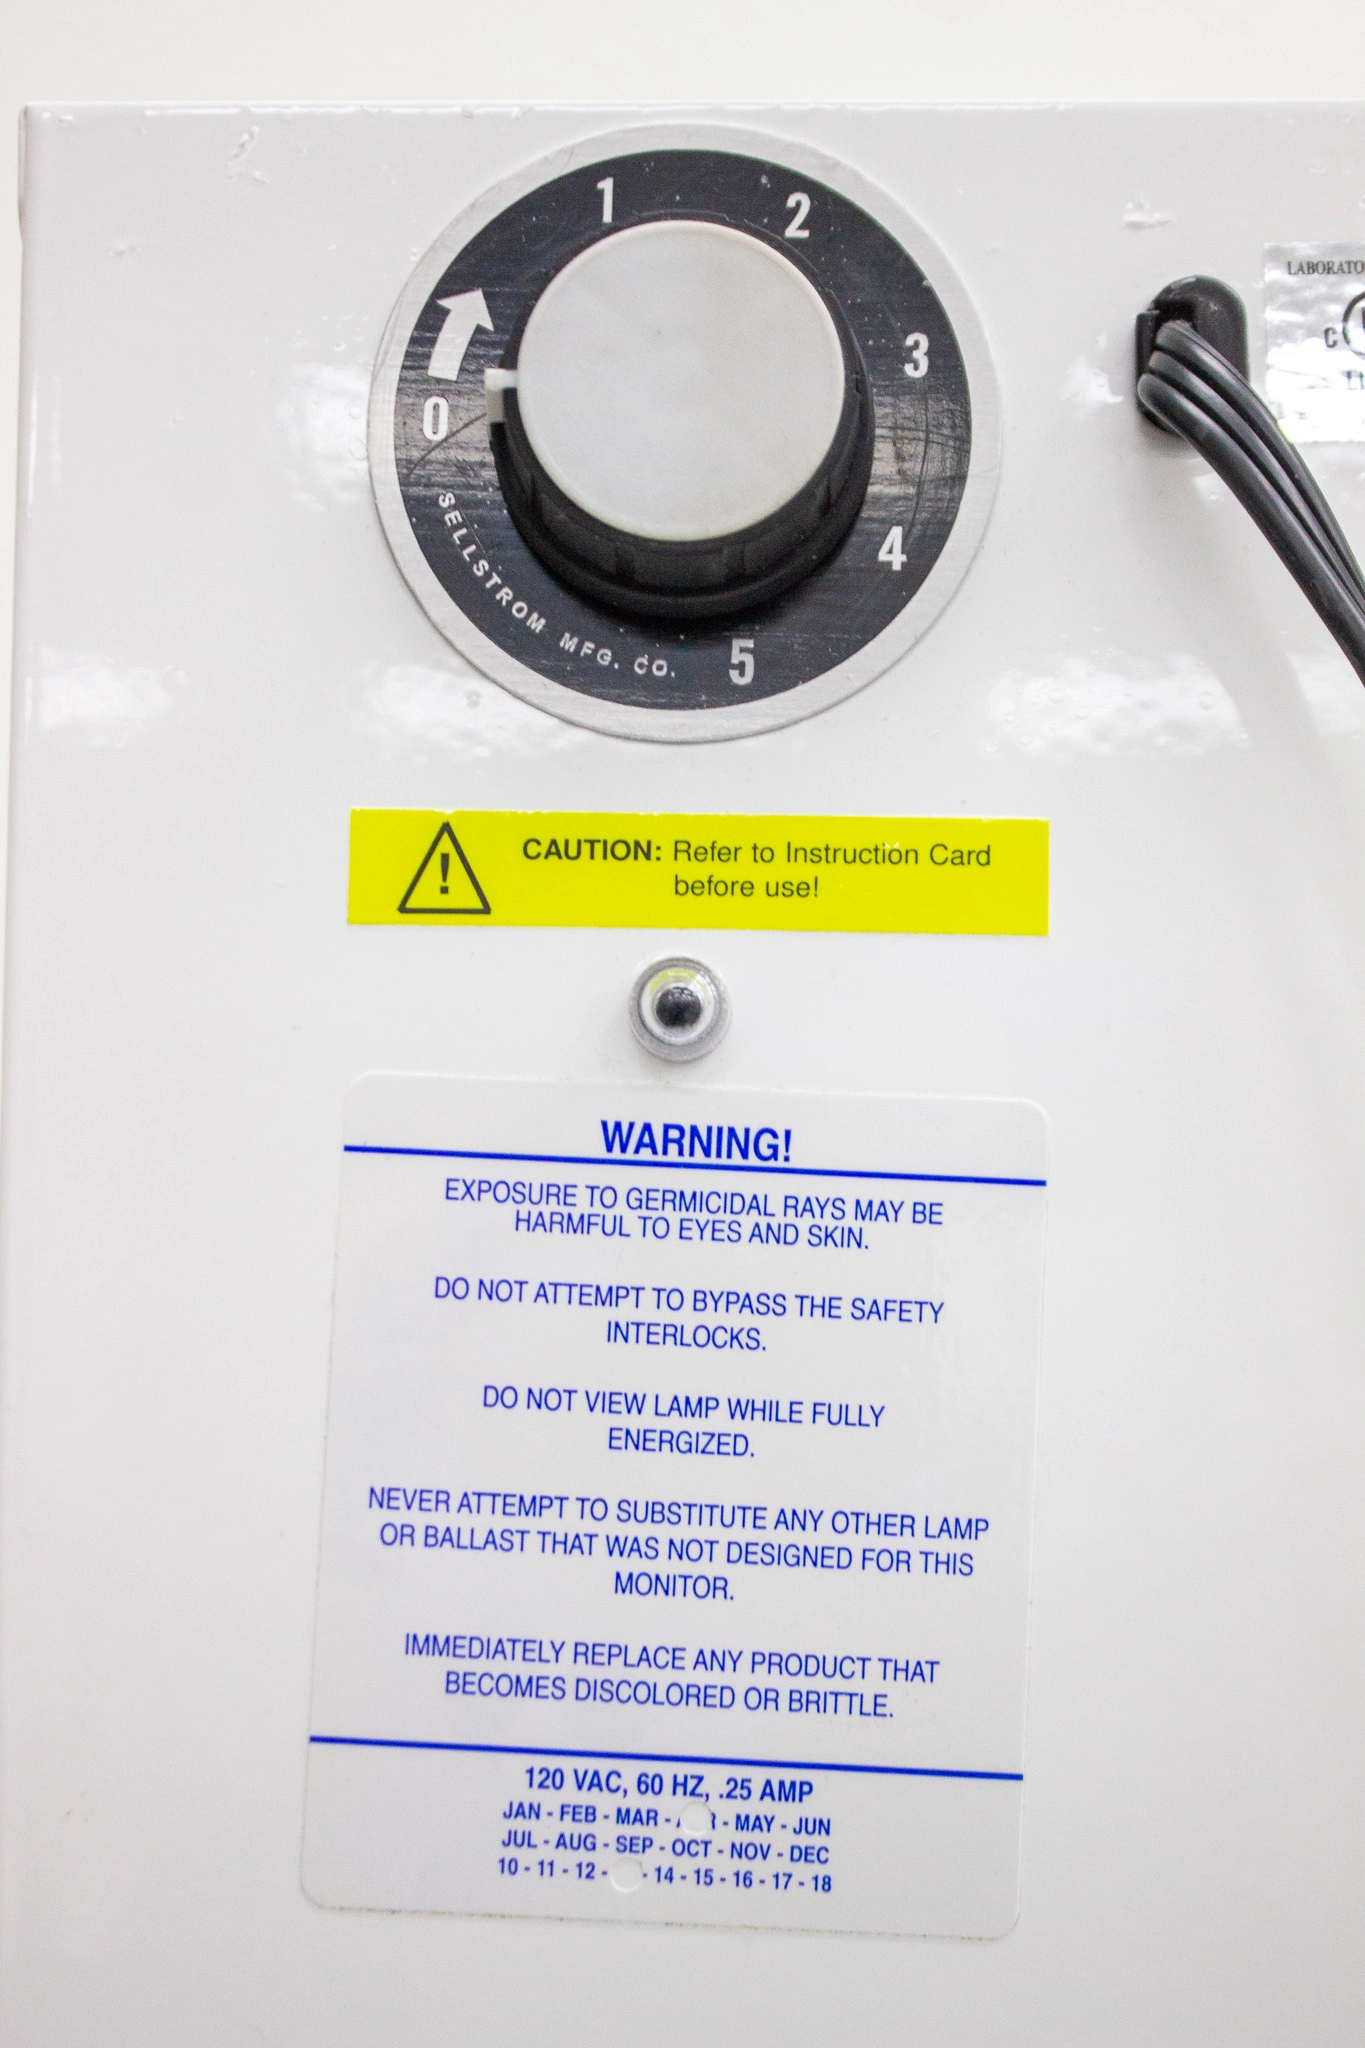 1
2
3
4
5
0
SELLSTROM MFG. CO.
LABORATO
C
CAUTION: Refer to Instruction Card
before use!
WARNING!
EXPOSURE TO GERMICIDAL RAYS MAY BE
HARMFUL TO EYES AND SKIN.
DO NOT ATTEMPT TO BYPASS THE SAFETY
INTERLOCKS.
DO NOT VIEW LAMP WHILE FULLY
ENERGIZED.
NEVER ATTEMPT TO SUBSTITUTE ANY OTHER LAMP
OR BALLAST THAT WAS NOT DESIGNED FOR THIS
MONITOR.
IMMEDIATELY REPLACE ANY PRODUCT THAT
BECOMES DISCOLORED OR BRITTLE.
120 VAC, 60 HZ, .25 AMP
JAN - FEB - MAR - - MAY - JUN
JUL - AUG - SEP - OCT - NOV - DEC
10 - 11 - 12 - - 14 - 15 - 16 - 17 - 18